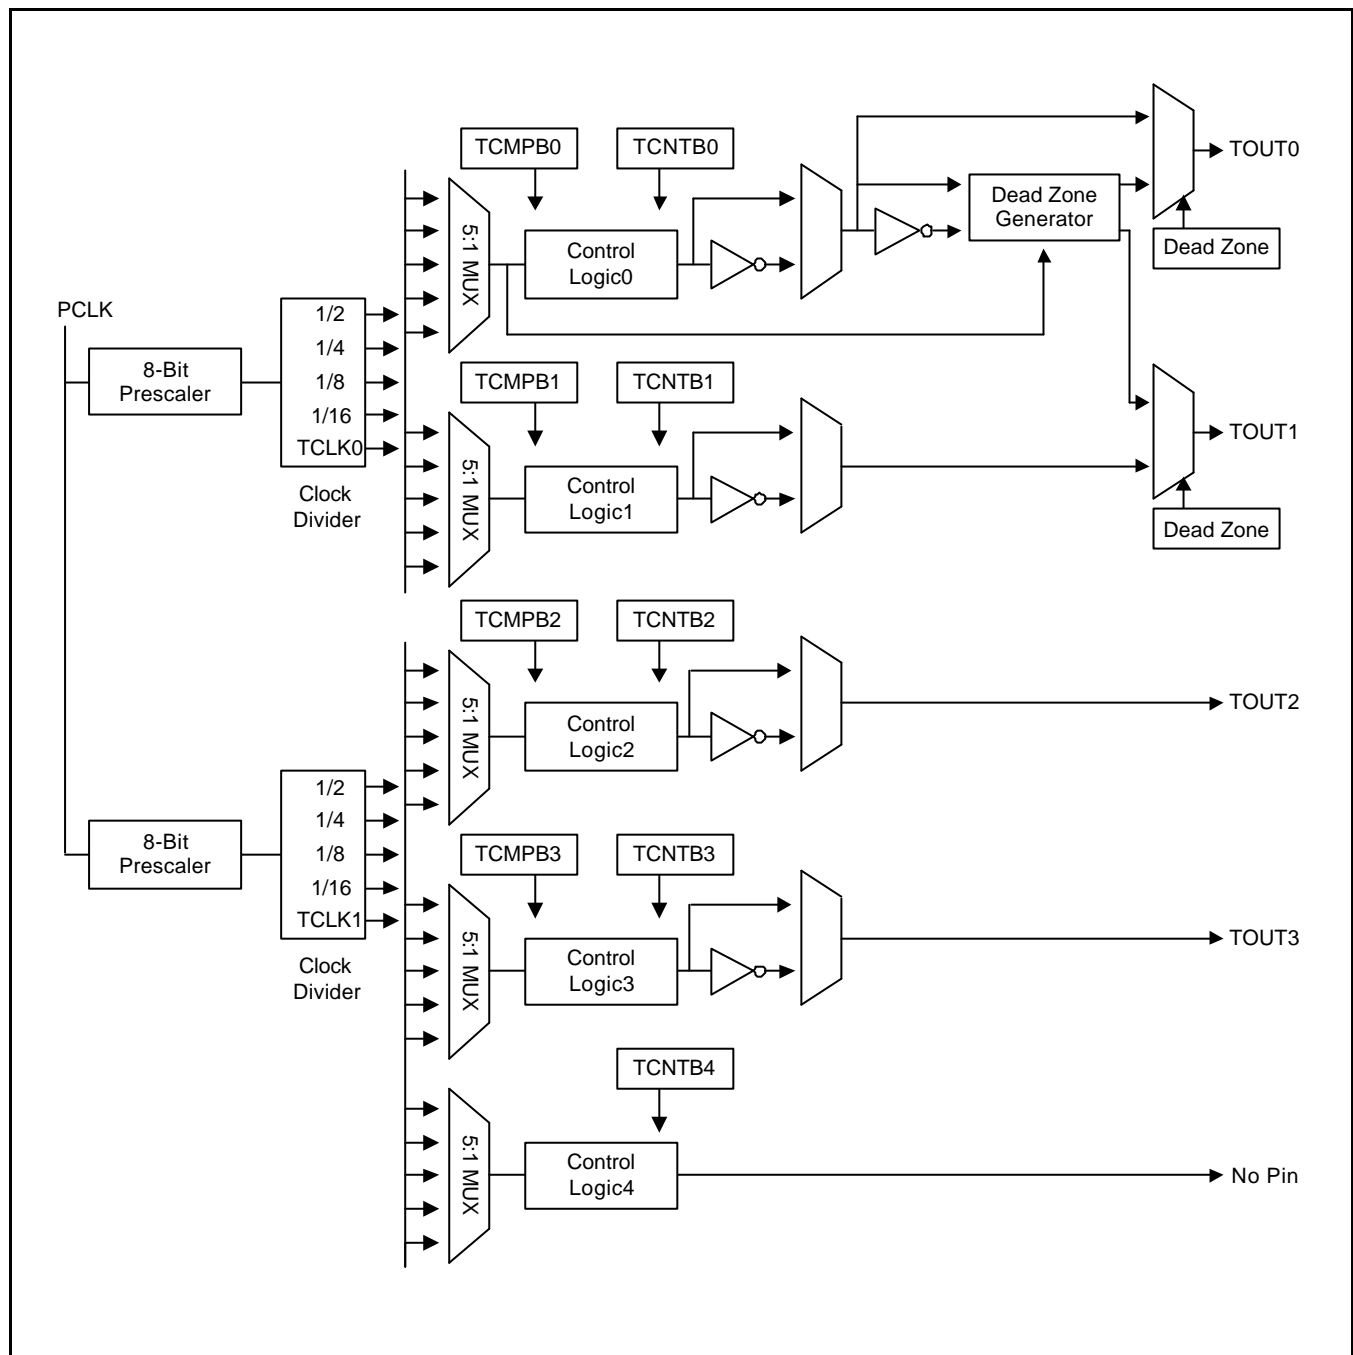 TCMPB0
TCNTB0
TOUT0
5:1 MUX
Control
Logic0
Dead Zone
Generator
Dead Zone
PCLK
8-Bit
Prescaler
1/2
1/4
1/8
1/16
TCLK0
Clock
Divider
TCMPB1
TCNTB1
5:1 MUX
Control
Logic1
TOUT1
Dead Zone
TCMPB2
TCNTB2
5:1 MUX
Control
Logic2
TOUT2
8-Bit
Prescaler
1/2
1/4
1/8
1/16
TCLK1
Clock
Divider
TCMPB3
TCNTB3
5:1 MUX
Control
Logic3
TOUT3
TCNTB4
5:1 MUX
Control
Logic4
No Pin